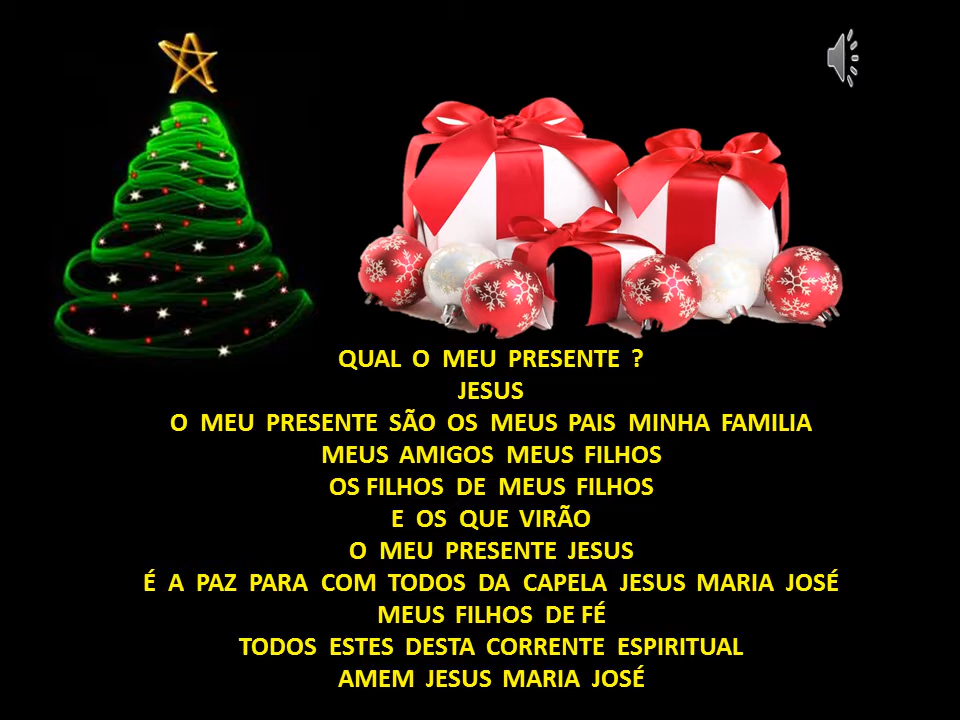 QUAL O MEU PRESENTE ?
JESUS
O MEU PRESENTE SÃO OS MEUS PAIS MINHA FAMILIA
MEUS AMIGOS MEUS FILHOS
OS FILHOS DE MEUS FILHOS
E OS QUE VIRÃO
O MEU PRESENTE JESUS
É A PAZ PARA COM TODOS DA CAPELA JESUS MARIA JOSÉ
MEUS FILHOS DE FÉ
TODOS ESTES DESTA CORRENTE ESPIRITUAL
AMEM JESUS MARIA JOSÉ